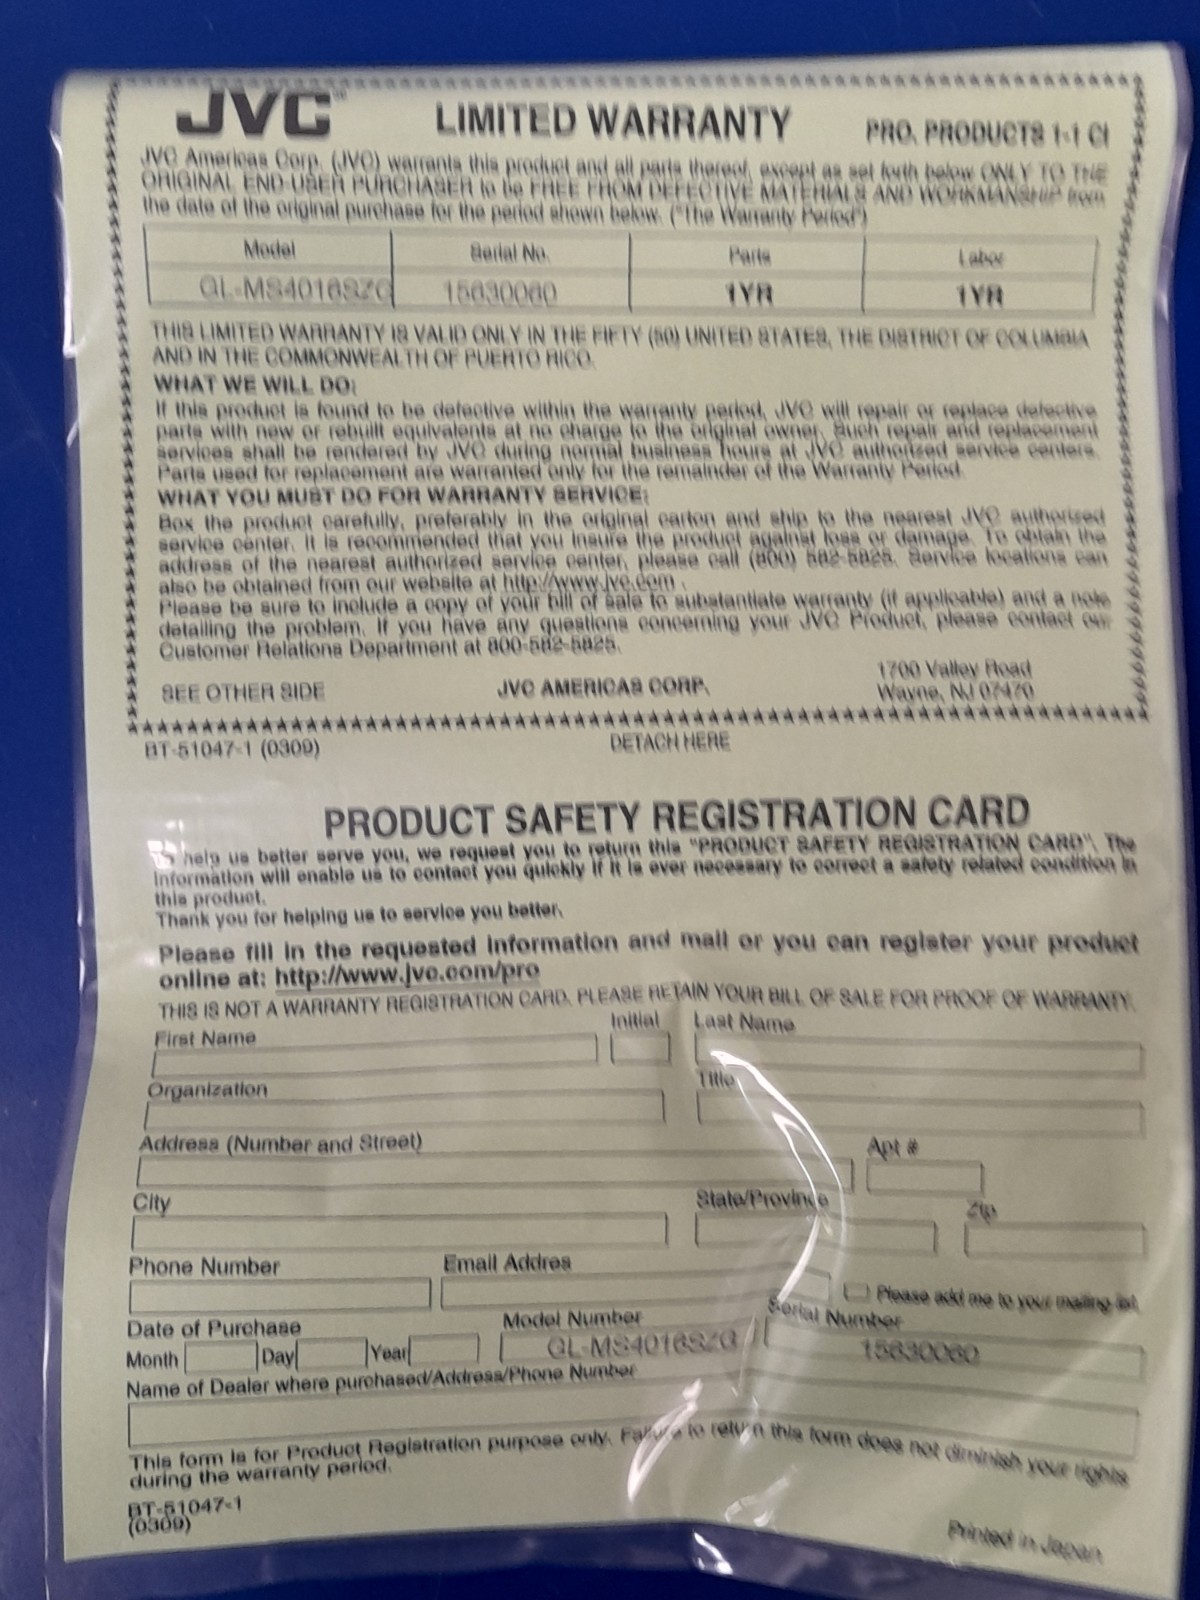 JVC
LIMITED WARRANTY
PRO. PRODUCTS 1-1 CI
JVC Americas Corp. (JVC) warrants this product and all parts thereof, except as set forth below ONLY TO THE
ORIGINAL END-USER PURCHASER to be FREE FROM DEFECTIVE MATERIALS AND WORKMANSHIP from
the date of the original purchase for the period shown below. ("The Warranty Period")
Model Serial No. Parts Labor
GL-MS4016SZG 15630060 1YR 1YR
THIS LIMITED WARRANTY IS VALID ONLY IN THE FIFTY (50) UNITED STATES, THE DISTRICT OF COLUMBIA
AND IN THE COMMONWEALTH OF PUERTO RICO.
WHAT WE WILL DO:
If this product is found to be defective within the warranty period, JVC will repair or replace defective
parts with new or rebuilt equivalents at no charge to the original owner. Such repair and replacement
services shall be rendered by JVC during normal business hours at JVC authorized service centers.
Parts used for replacement are warranted only for the remainder of the Warranty Period.
WHAT YOU MUST DO FOR WARRANTY SERVICE:
Box the product carefully, preferably in the original carton and ship to the nearest JVC authorized
service center. It is recommended that you insure the product against loss or damage. To obtain the
address of the nearest authorized service center, please call (800) 582-5825. Service locations can
also be obtained from our website at http://www.jvc.com .
Please be sure to include a copy of your bill of sale to substantiate warranty (if applicable) and a note
detailing the problem. If you have any questions concerning your JVC Product, please contact our
Customer Relations Department at 800-582-5825.
SEE OTHER SIDE JVC AMERICAS CORP. 1700 Valley Road
Wayne, NJ 07470
BT-51047-1 (0309) DETACH HERE
PRODUCT SAFETY REGISTRATION CARD
To help us better serve you, we request you to return this "PRODUCT SAFETY REGISTRATION CARD". The
information will enable us to contact you quickly if it is ever necessary to correct a safety related condition in
this product.
Thank you for helping us to service you better.
Please fill in the requested information and mail or you can register your product
online at: http://www.jvc.com/pro
THIS IS NOT A WARRANTY REGISTRATION CARD. PLEASE RETAIN YOUR BILL OF SALE FOR PROOF OF WARRANTY.
First Name Initial Last Name
Organization Title
Address (Number and Street) Apt #
City State/Province Zip
Phone Number Email Addres
Please add me to your mailing list.
Date of Purchase Model Number Serial Number
Month Day Year GL-MS4016SZG 15630060
Name of Dealer where purchased/Address/Phone Number
This form is for Product Registration purpose only. Failure to return this form does not diminish your rights
during the warranty period.
BT-51047-1
(0309)
Printed in Japan